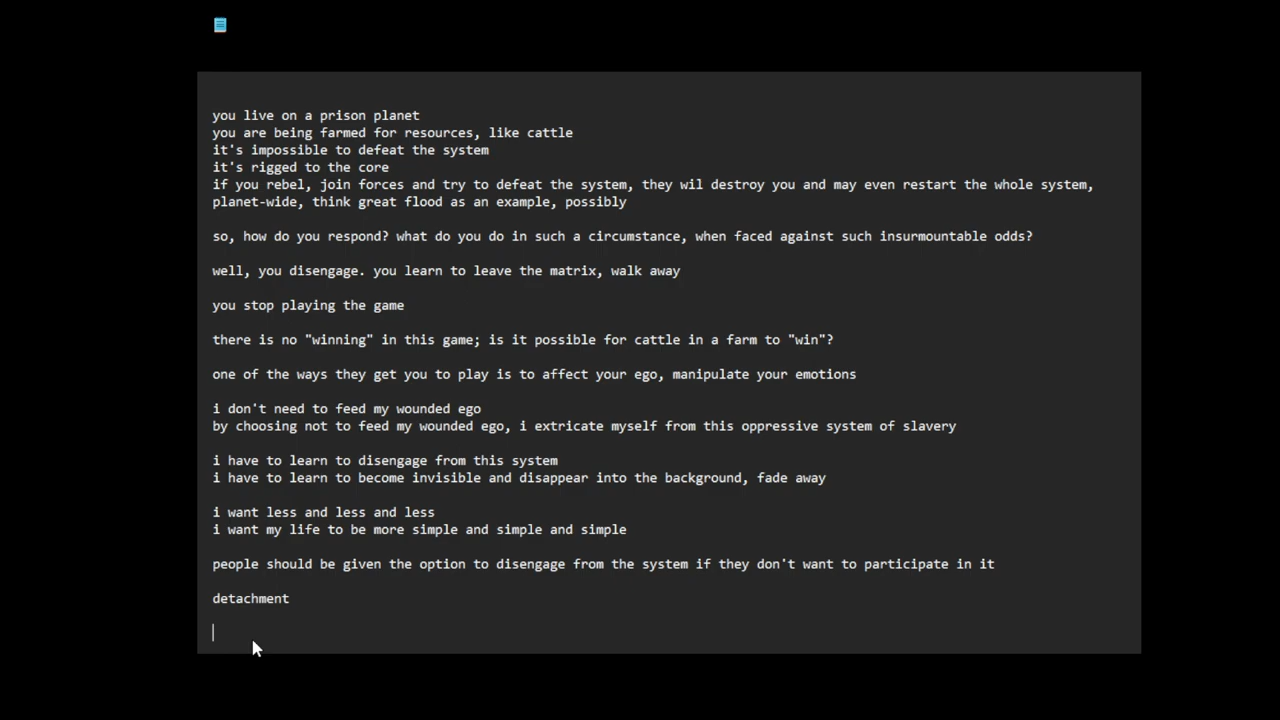 you live on a prison planet
you are being farmed for resources, like cattle
it's impossible to defeat the system
it's rigged to the core
if you rebel, join forces and try to defeat the system, they wil destroy you and may even restart the whole system,
planet-wide, think great flood as an example, possibly
so, how do you respond? what do you do in such a circumstance, when faced against such insurmountable odds?
well, you disengage. you learn to leave the matrix, walk away
you stop playing the game
there is no "winning" in this game; is it possible for cattle in a farm to "win"?
one of the ways they get you to play is to affect your ego, manipulate your emotions
i don't need to feed my wounded ego
by choosing not to feed my wounded ego, i extricate myself from this oppressive system of slavery
i have to learn to disengage from this system
i have to learn to become invisible and disappear into the background, fade away
i want less and less and less
i want my life to be more simple and simple and simple
people should be given the option to disengage from the system if they don't want to participate in it
detachment